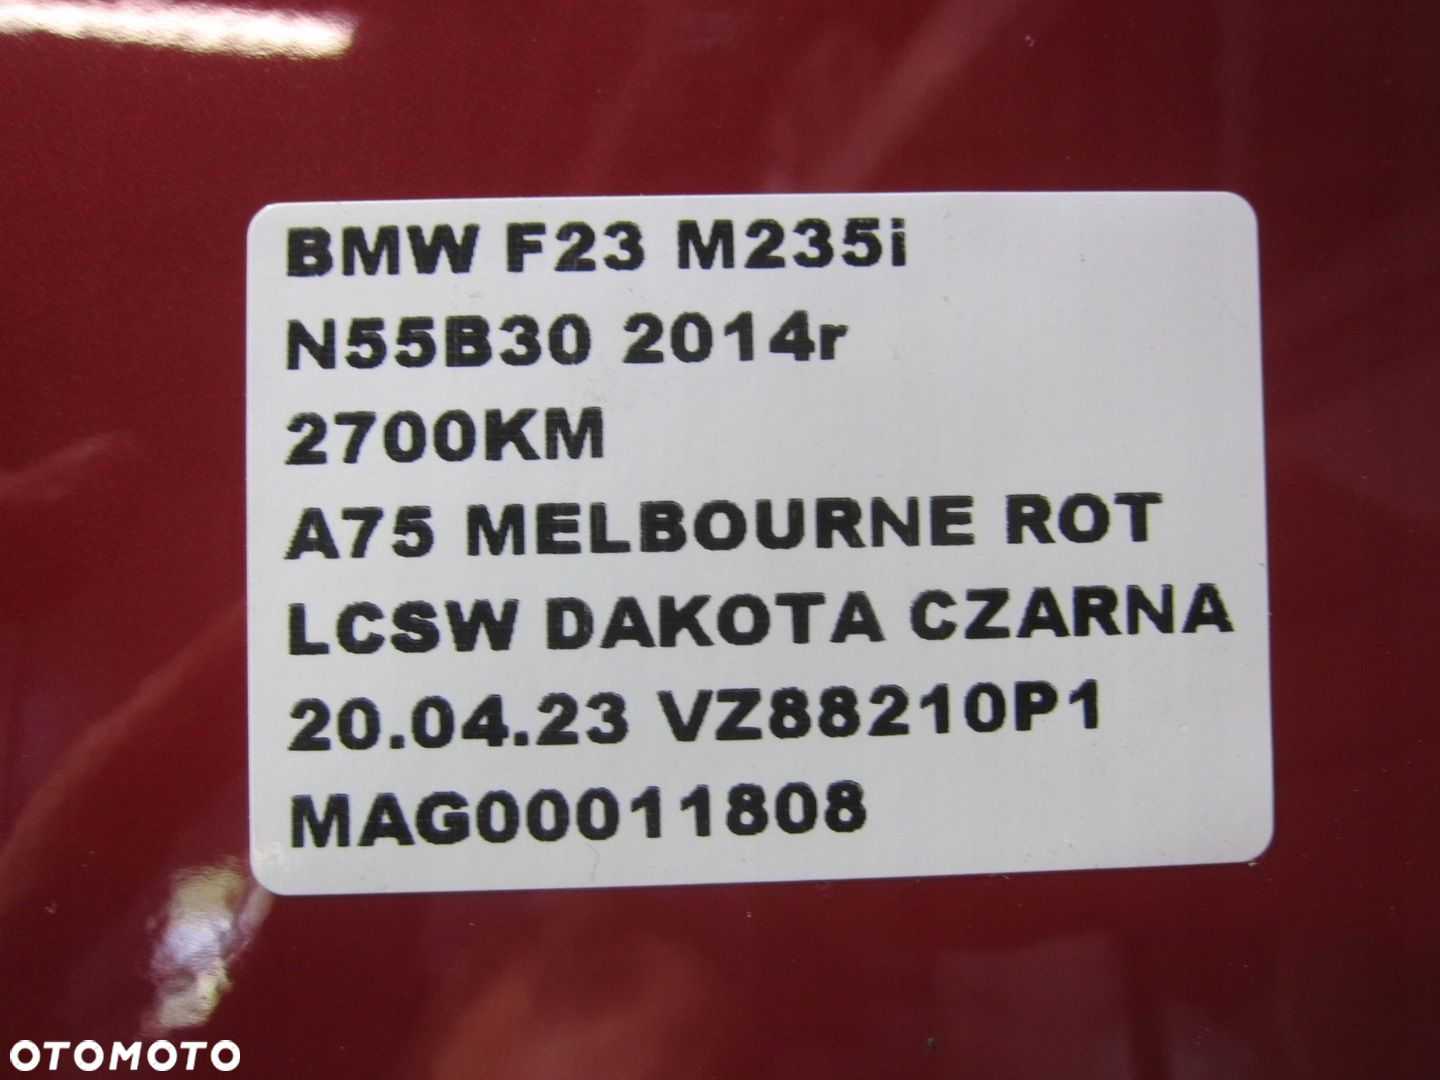 BMW F23 M235i
N55B30 2014r
2700KM
A75 MELBOURNE ROT
LCSW DAKOTA CZARNA
20.04.23 VZ88210P1
MAG00011808
OTOMOTO